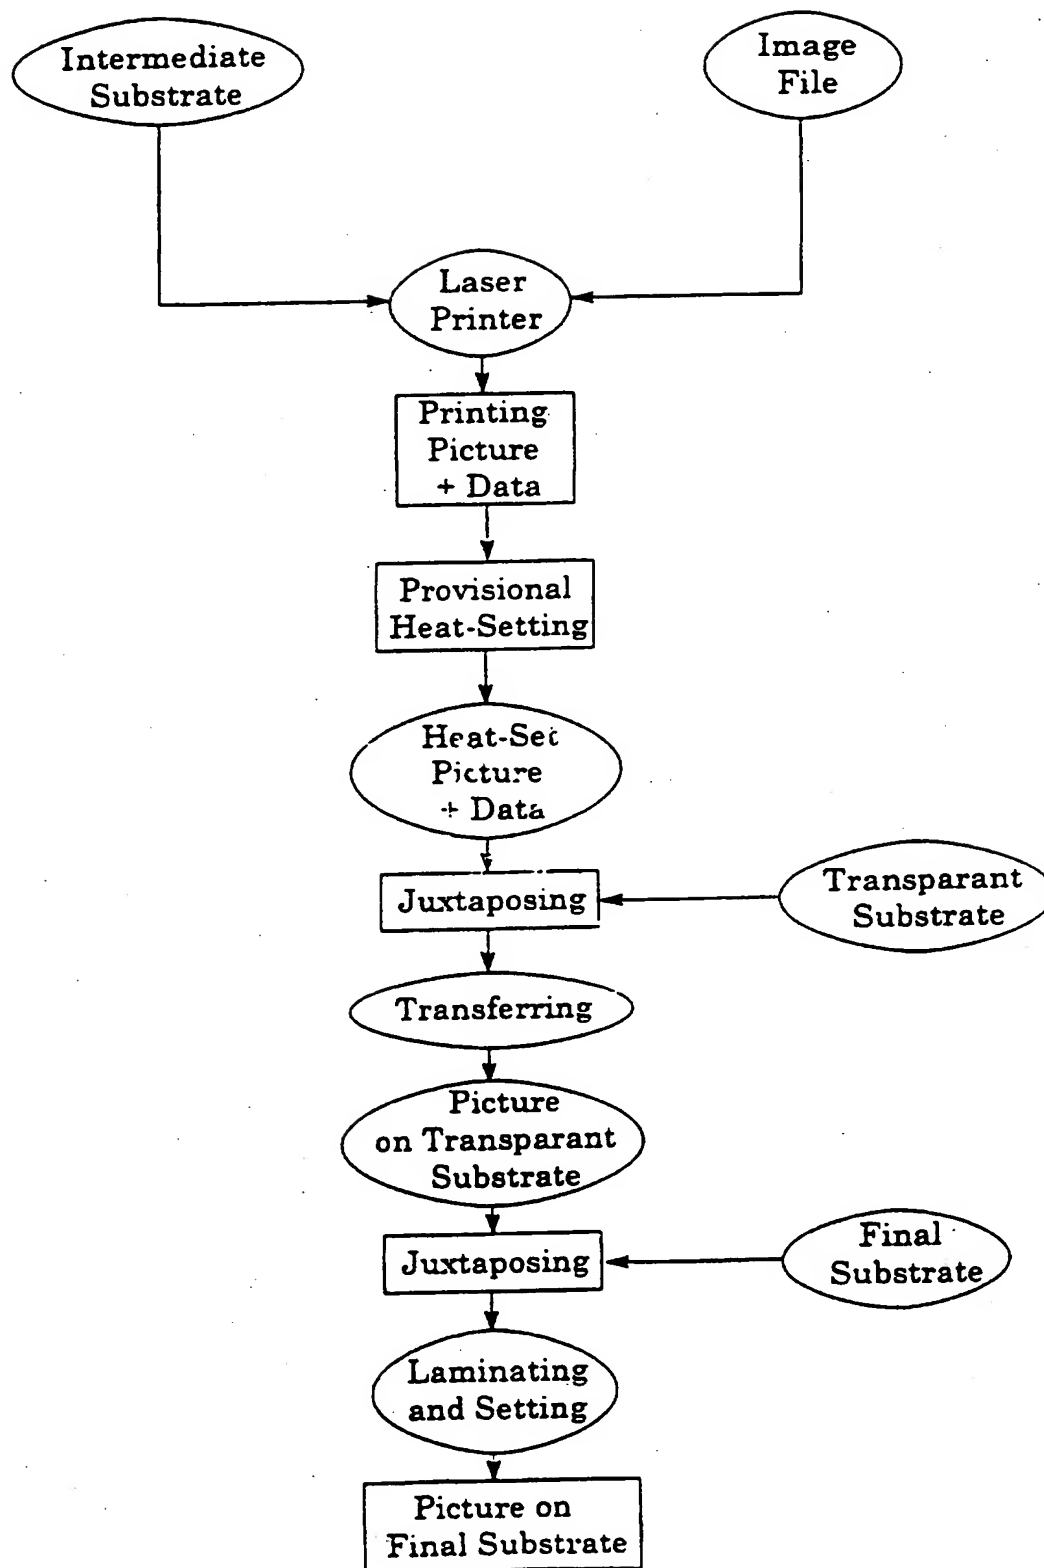 Intermediate
Substrate
Image
File
Laser
Printer
Printing
Picture
+ Data
Provisional
Heat-Setting
Heat-Set
Picture
+ Data
Juxtaposing
Transparant
Substrate
Transferring
Picture
on Transparant
Substrate
Juxtaposing
Final
Substrate
Laminating
and Setting
Picture on
Final Substrate